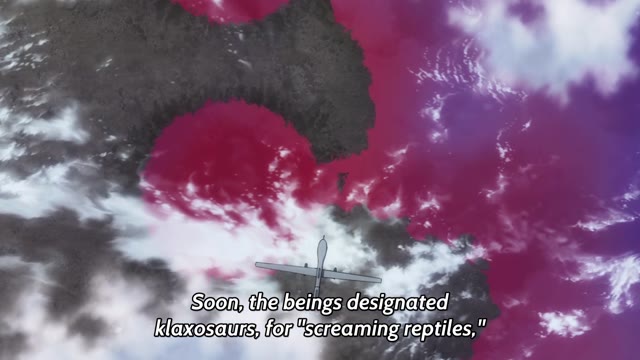 Soon, the beings designated
klaxosaurs, for "screaming reptiles,"